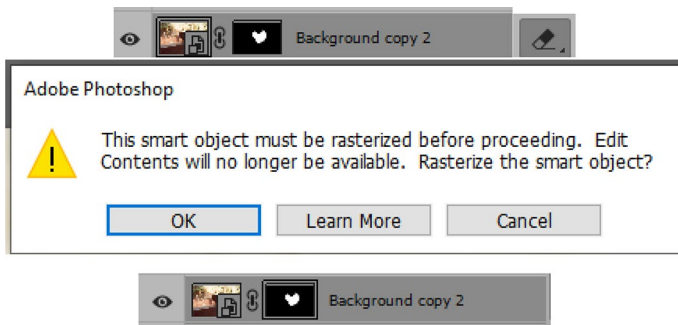 Background copy 2
Adobe Photoshop
This smart object must be rasterized before proceeding.  Edit
Contents will no longer be available.  Rasterize the smart object?
OK
Learn More
Cancel
Background copy 2